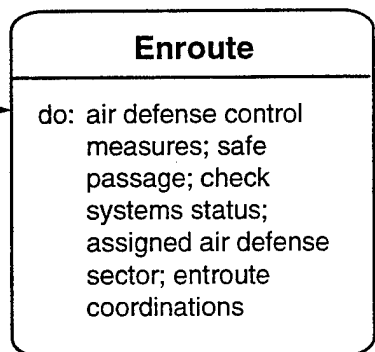 Enroute
do: air defense control
measures; safe
passage; check
systems status;
assigned air defense
sector; entroute
coordinations